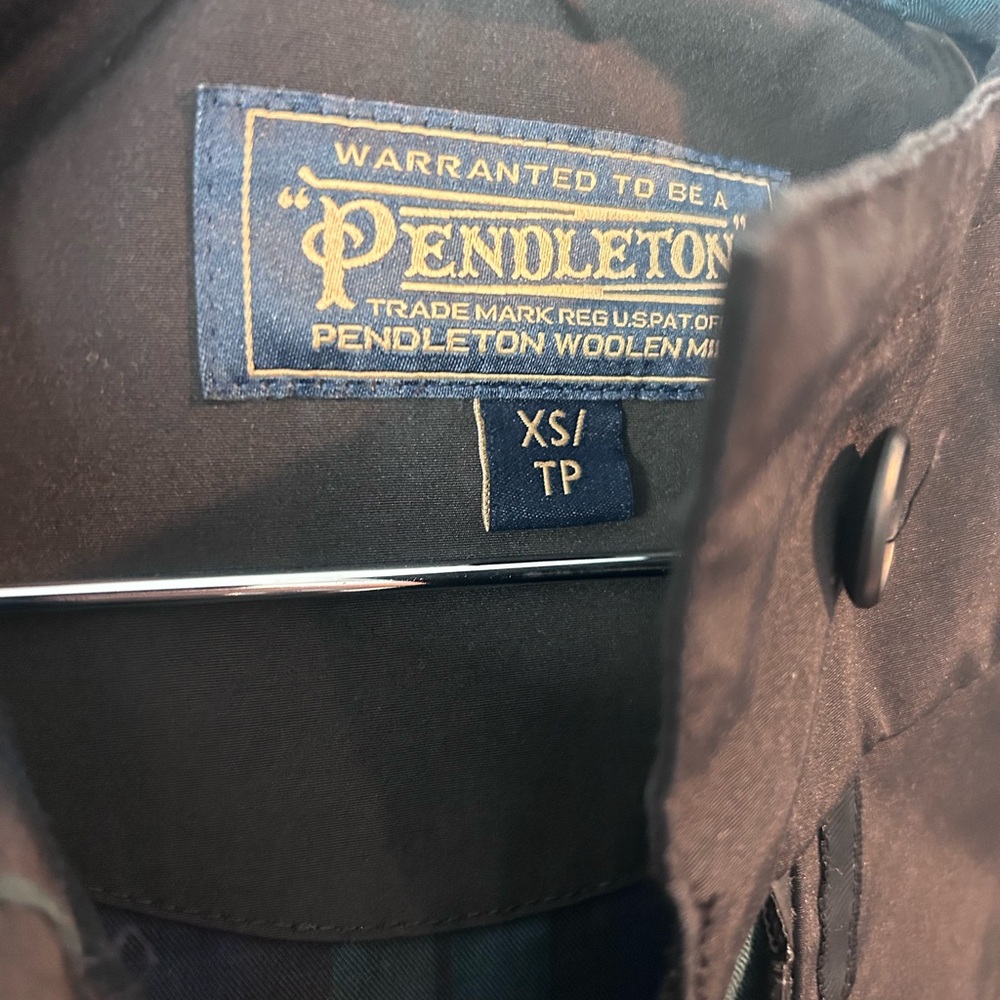 WARRANTED TO BE A
"PENDLETON"
TRADE MARK REG U.S.PAT.OF
PENDLETON WOOLEN
XS/
TP